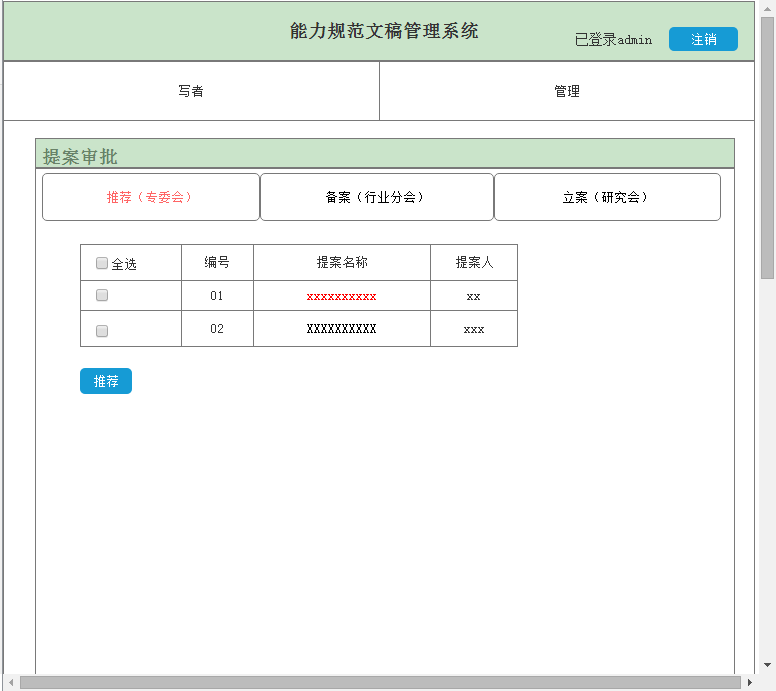 能力规范文稿管理系统
已登录admin 注销
写者 管理
提案审批
推荐（专委会） 备案（行业分会） 立案（研究会）
全选 编号 提案名称 提案人
01 xxxxxxxxxx xx
02 XXXXXXXXXX xxx
推荐